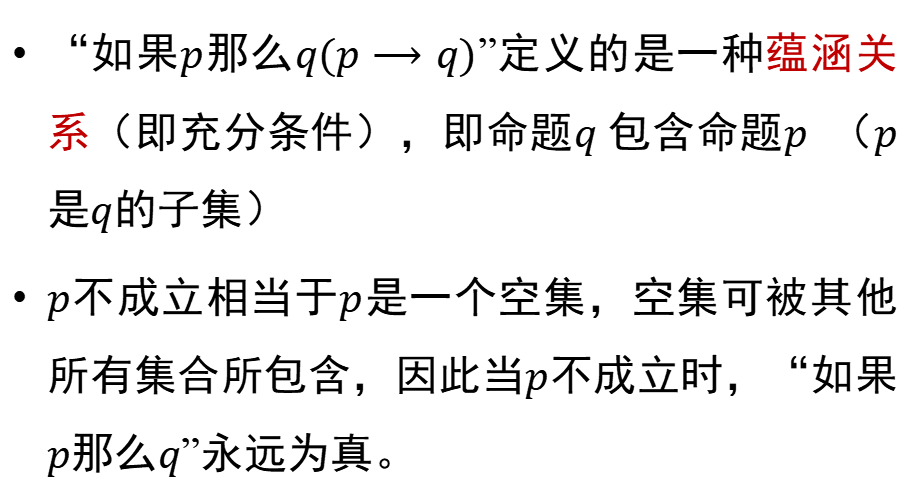 • “如果p那么q(p ⟶ q)”定义的是一种蕴涵关
系（即充分条件），即命题q 包含命题p （p
是q的子集）
• p不成立相当于p是一个空集，空集可被其他
所有集合所包含，因此当p不成立时，“如果
p那么q”永远为真。